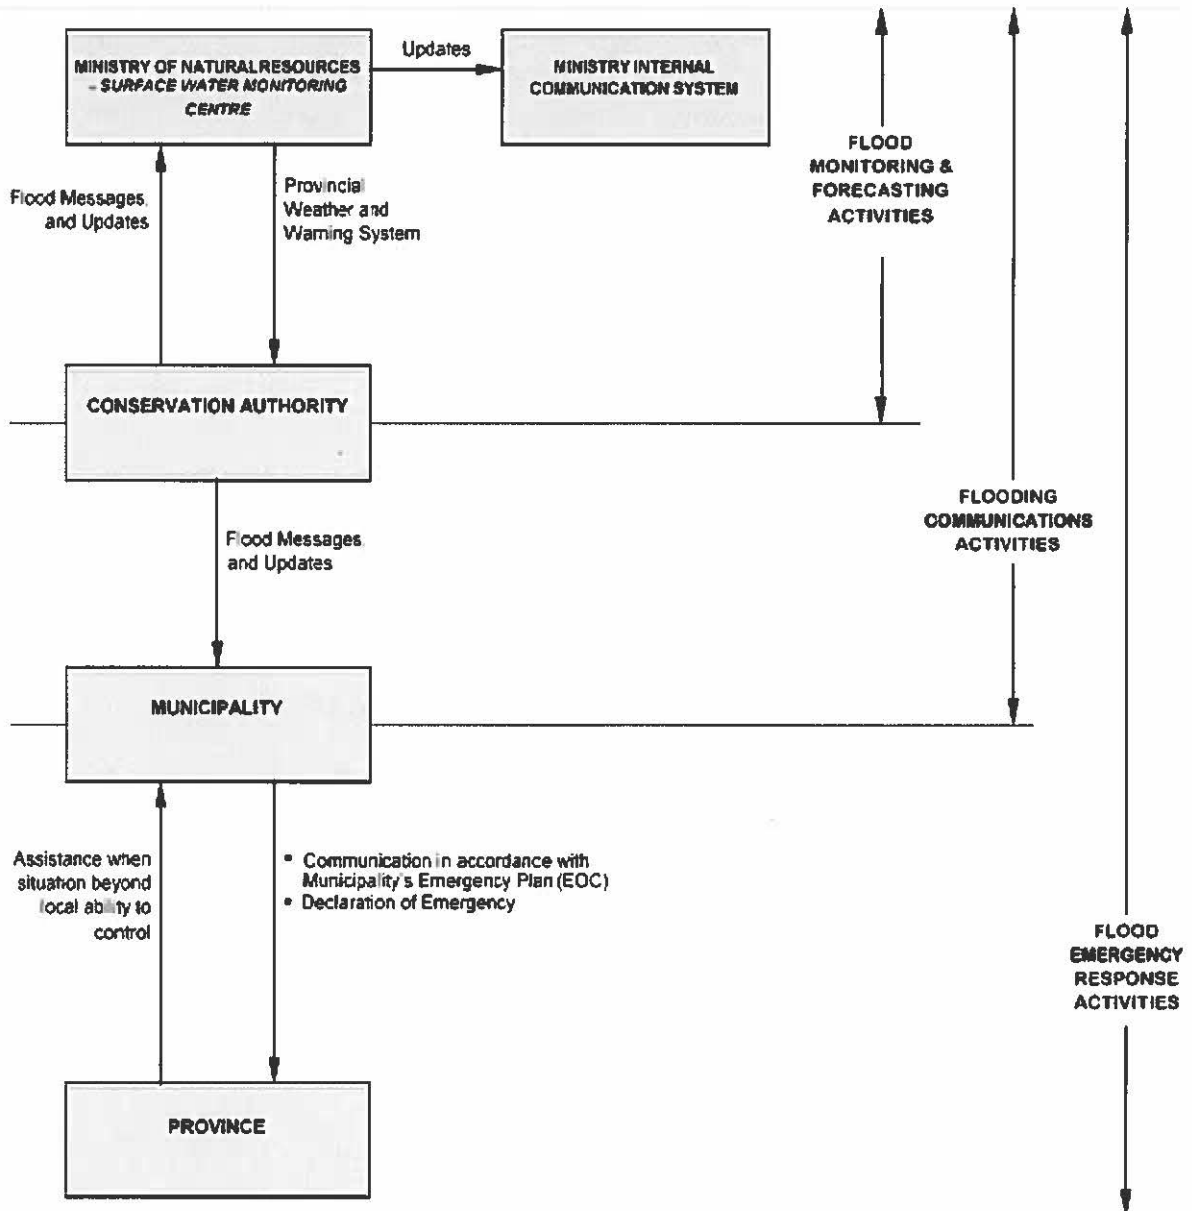 MINISTRY OF NATURAL RESOURCES
- SURFACE WATER MONITORING
CENTRE
Updates
MINISTRY INTERNAL
COMMUNICATION SYSTEM
FLOOD
MONITORING &
FORECASTING
ACTIVITIES
Flood Messages
and Updates
Provincial
Weather and
Warning System
CONSERVATION AUTHORITY
FLOODING
COMMUNICATIONS
ACTIVITIES
Flood Messages
and Updates
MUNICIPALITY
Assistance when
situation beyond
local ability to
control
• Communication in accordance with
Municipality's Emergency Plan (EOC)
• Declaration of Emergency
FLOOD
EMERGENCY
RESPONSE
ACTIVITIES
PROVINCE